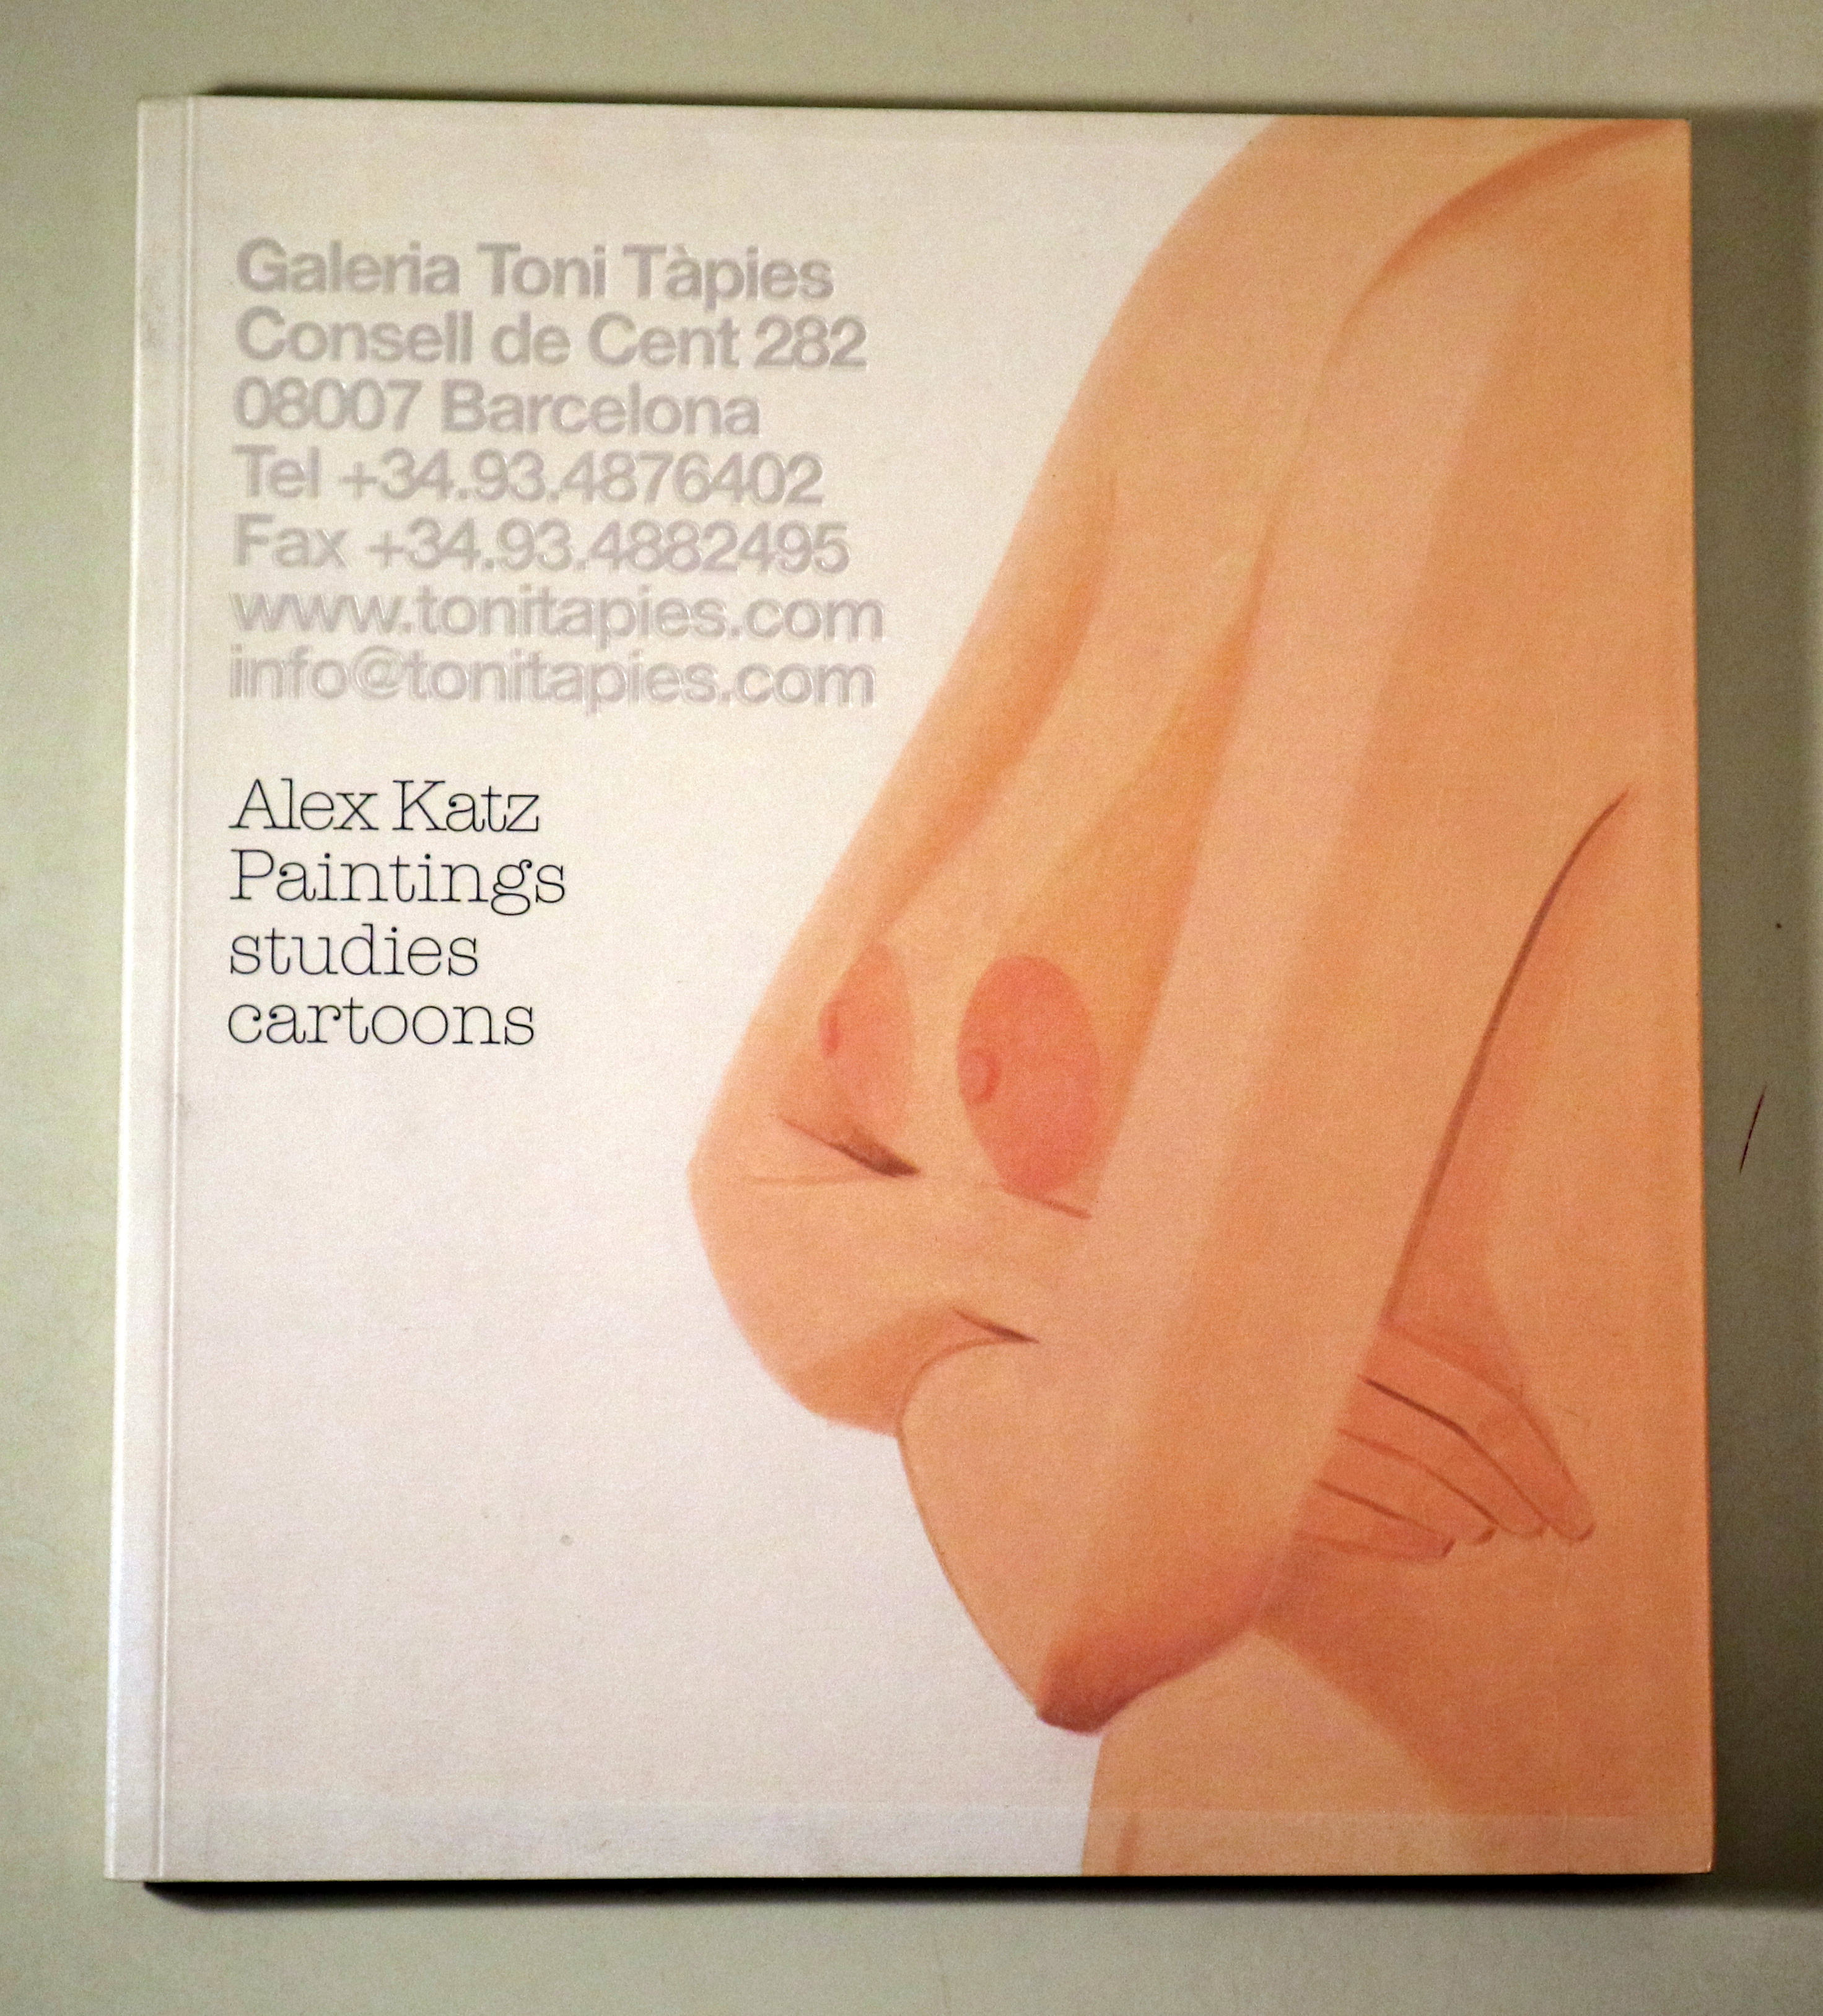 Galeria Toni Tàpies
Consell de Cent 282
08007 Barcelona
Tel +34.93.4876402
Fax +34.93.4882495
www.tonitapies.com
info@tonitapies.com
Alex Katz
Paintings
studies
cartoons